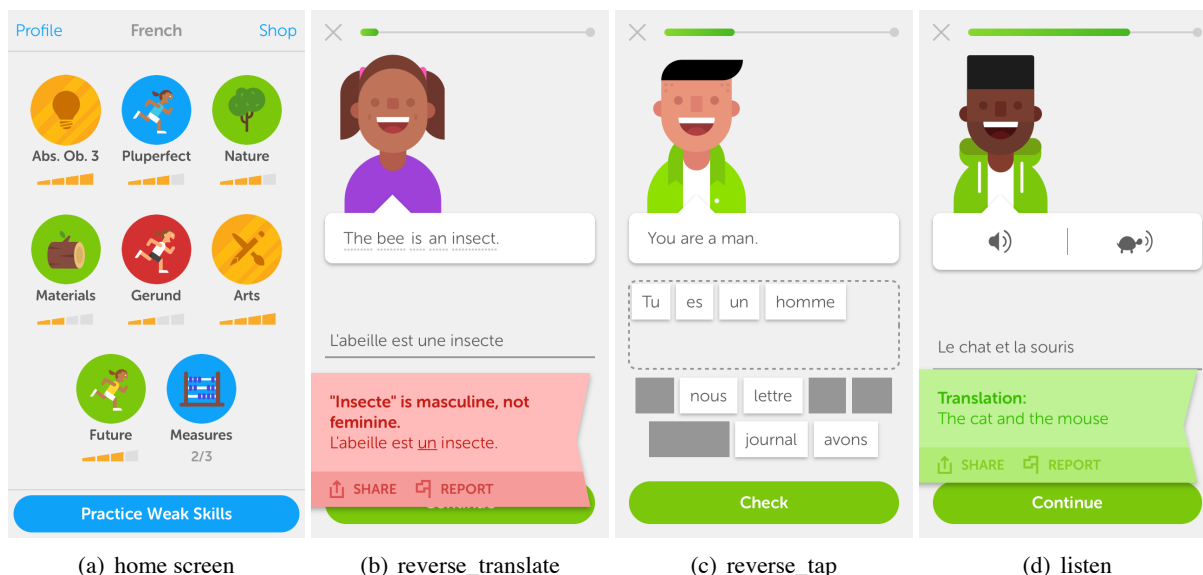 Profile French Shop
Abs. Ob. 3 Pluperfect Nature
Materials Gerund Arts
Future Measures
2/3
Practice Weak Skills
(a) home screen
The bee is an insect.
L'abeille est une insecte
"Insecte" is masculine, not
feminine.
L'abeille est un insecte.
SHARE REPORT
Continue
(b) reverse_translate
You are a man.
Tu es un homme
nous lettre
journal avons
Check
(c) reverse_tap
Le chat et la souris
Translation:
The cat and the mouse
SHARE REPORT
Continue
(d) listen